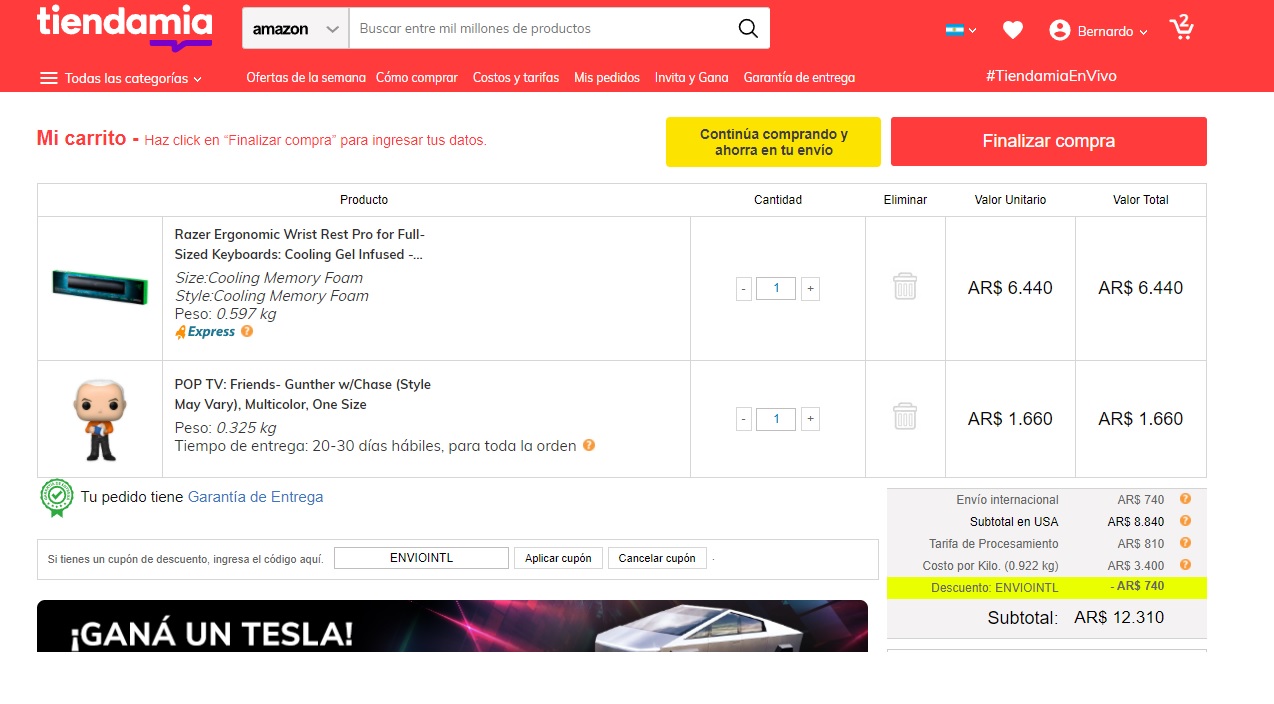 tiendamia
amazon
Buscar entre mil millones de productos
Bernardo
2
Todas las categorías
Ofertas de la semana Cómo comprar Costos y tarifas Mis pedidos Invita y Gana Garantía de entrega
#TiendamiaEnVivo
Mi carrito - Haz click en “Finalizar compra” para ingresar tus datos.
Continúa comprando y
ahorra en tu envío
Finalizar compra
Producto Cantidad Eliminar Valor Unitario Valor Total
Razer Ergonomic Wrist Rest Pro for Full-
Sized Keyboards: Cooling Gel Infused -...
Size:Cooling Memory Foam
Style:Cooling Memory Foam
Peso: 0.597 kg
Express ?
- 1 +
AR$ 6.440 AR$ 6.440
POP TV: Friends- Gunther w/Chase (Style
May Vary), Multicolor, One Size
Peso: 0.325 kg
Tiempo de entrega: 20-30 días hábiles, para toda la orden ?
- 1 +
AR$ 1.660 AR$ 1.660
Tu pedido tiene Garantía de Entrega
Si tienes un cupón de descuento, ingresa el código aquí. ENVIOINTL Aplicar cupón Cancelar cupón .
¡GANÁ UN TESLA!
Envío internacional AR$ 740 ?
Subtotal en USA AR$ 8.840 ?
Tarifa de Procesamiento AR$ 810 ?
Costo por Kilo. (0.922 kg) AR$ 3.400 ?
Descuento: ENVIOINTL - AR$ 740
Subtotal: AR$ 12.310